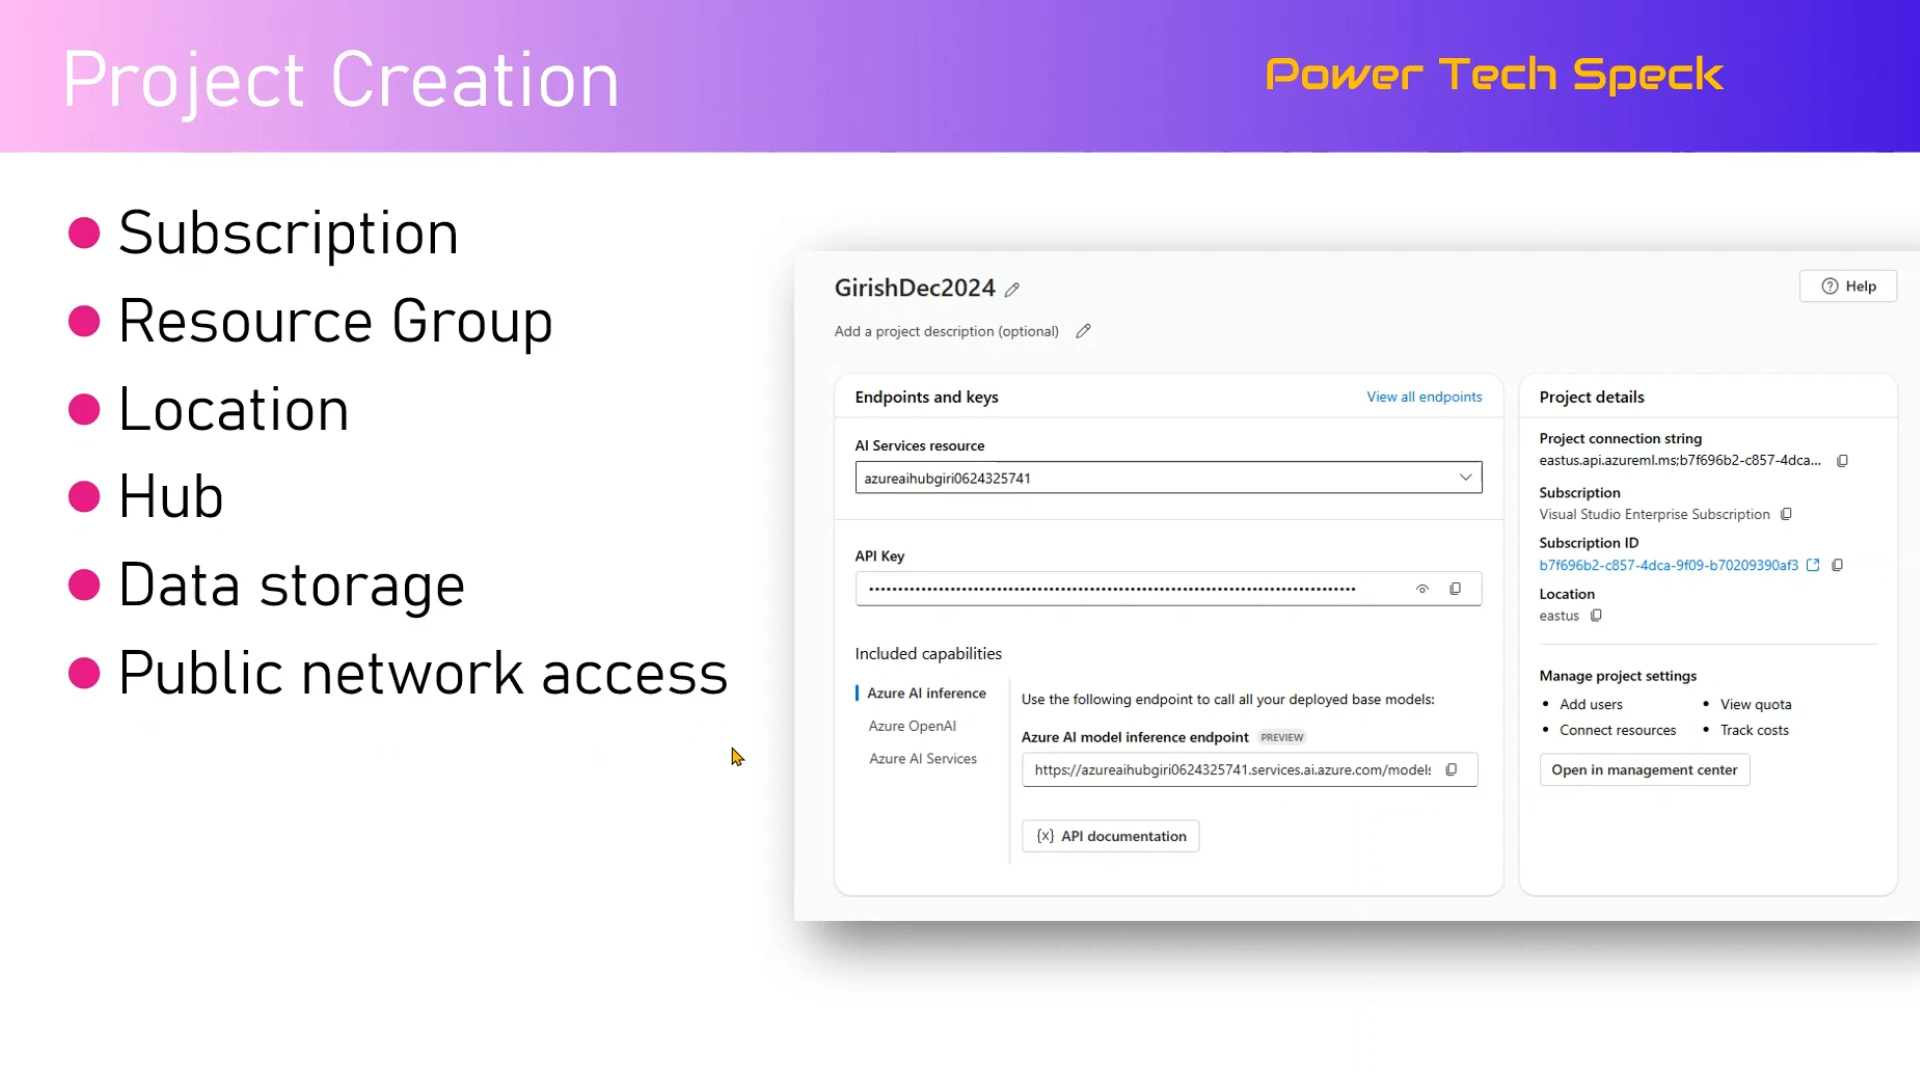 Project Creation
Power Tech Speck
Subscription
Resource Group
Location
Hub
Data storage
Public network access
GirishDec2024
Help
Add a project description (optional)
Endpoints and keys
View all endpoints
AI Services resource
azureaihubgiri0624325741
API Key
Included capabilities
Azure AI inference
Azure OpenAI
Azure AI Services
Use the following endpoint to call all your deployed base models:
Azure AI model inference endpoint PREVIEW
https://azureaihubgiri0624325741.services.ai.azure.com/models
{x} API documentation
Project details
Project connection string
eastus.api.azureml.ms;b7f696b2-c857-4dca...
Subscription
Visual Studio Enterprise Subscription
Subscription ID
b7f696b2-c857-4dca-9f09-b70209390af3
Location
eastus
Manage project settings
Add users
View quota
Connect resources
Track costs
Open in management center